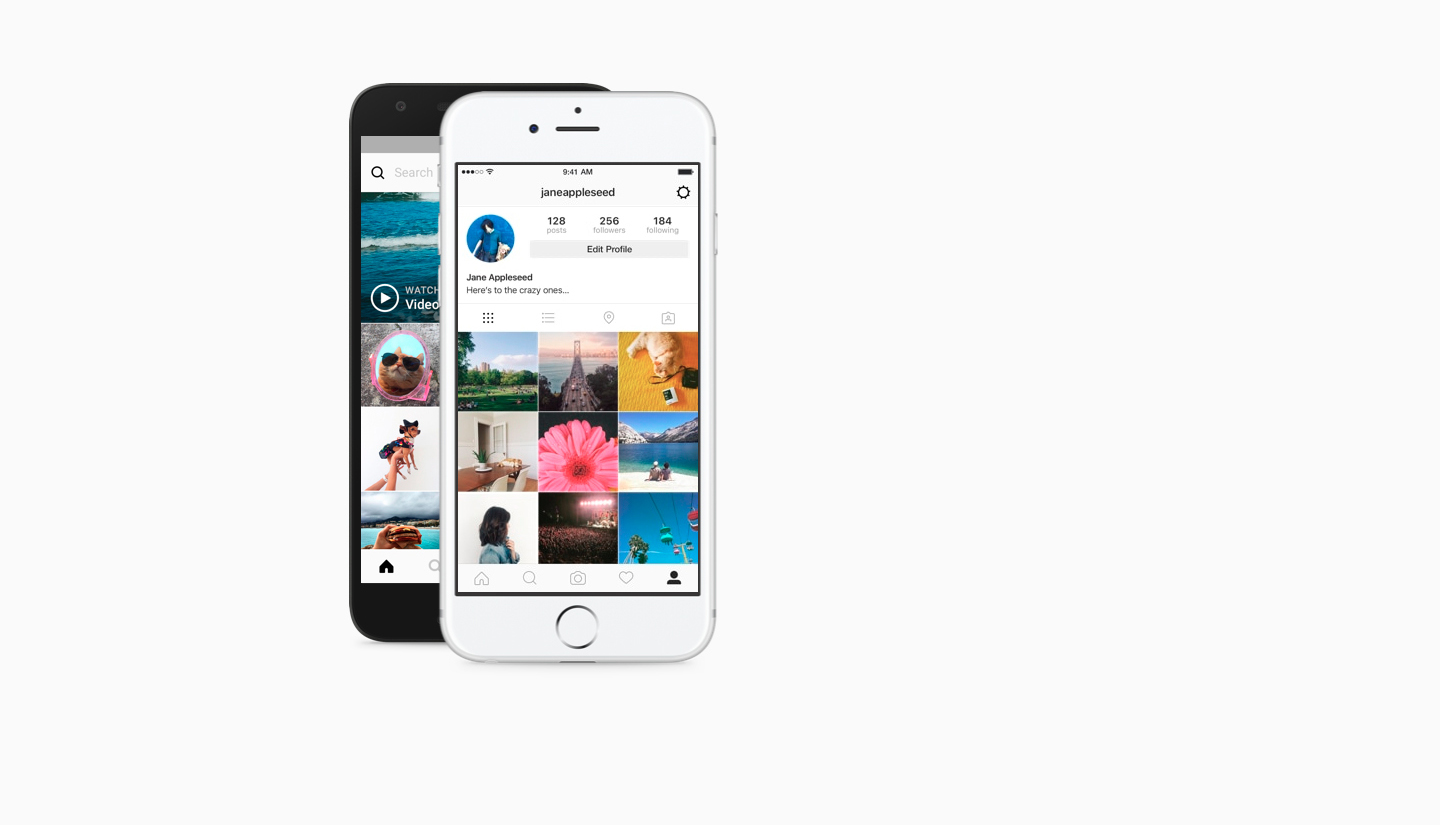 Search
WATCH
Video
9:41 AM
janeappleseed
128 256 184
posts followers following
Edit Profile
Jane Appleseed
Here's to the crazy ones...